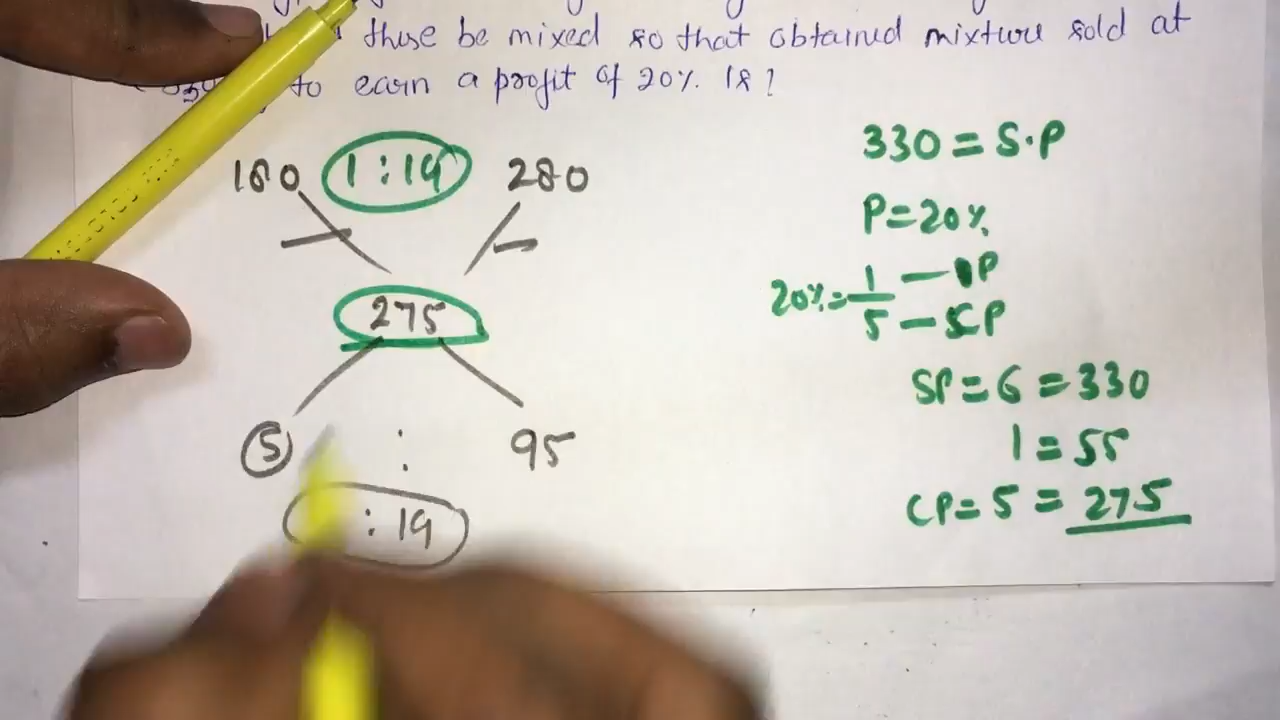 these be mixed so that obtained mixture sold at
to earn a profit of 20%. Is?
180 1:19 280
275
5 : 95
: 19
330 = S.P
P=20%
20%= 1/5 — P
— CP
SP = 6 = 330
1 = 55
CP= 5 = 275